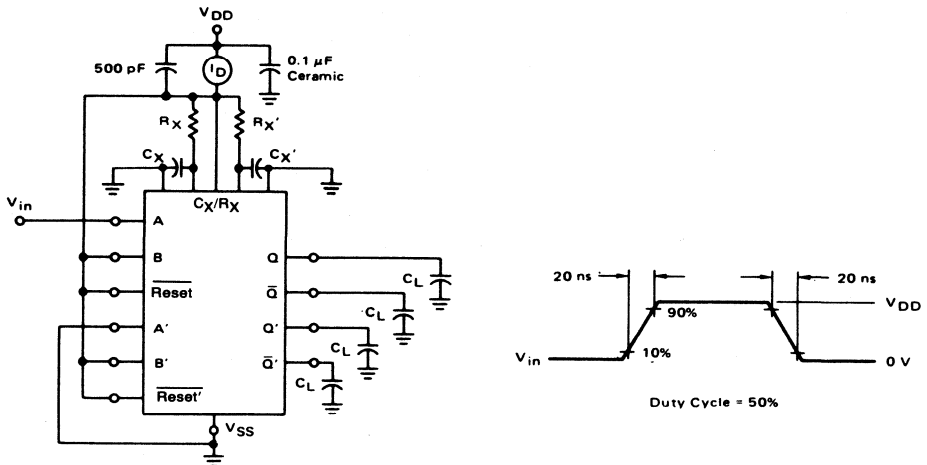 VDD
500 pF
ID
0.1 μF
Ceramic
RX
RX'
CX
CX'
CX/RX
Vin
A
B
Reset
A'
B'
Reset'
Q
Q̅
Q'
Q̅'
CL
CL
CL
CL
VSS
20 ns
20 ns
90%
10%
VDD
Vin
0 V
Duty Cycle = 50%